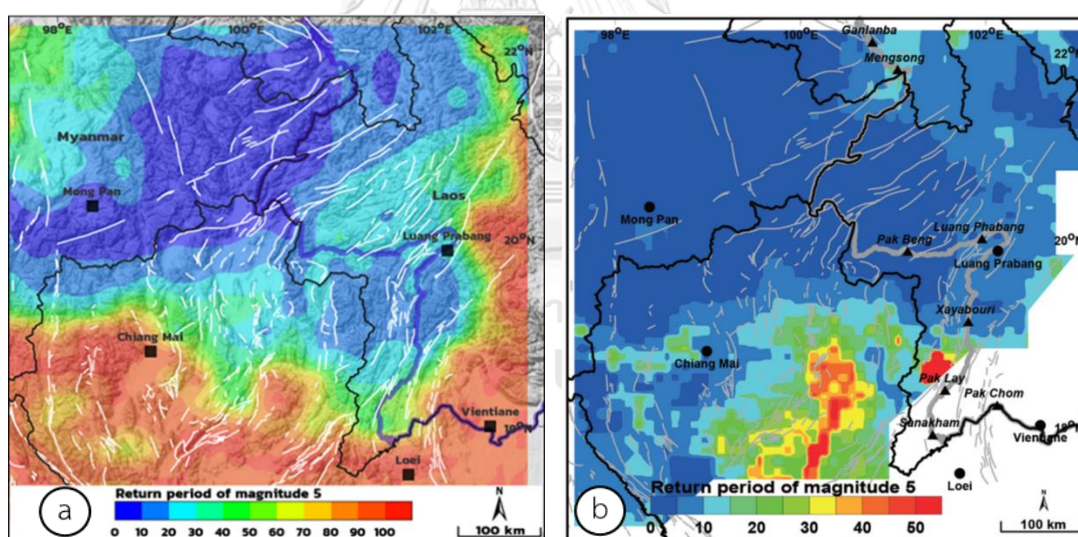 98°E 100°E 102°E
22°N
Myanmar
Mong Pan
Laos
Luang Prabang
20°N
Chiang Mai
Vientiane
18°N
Loei
a
Return period of magnitude 5
0 10 20 30 40 50 60 70 80 90 100
N
100 km
98°E 100°E 102°E
Ganlanba
22°N
Mengsong
Mong Pan
Luang Phabang
Pak Beng
20°N
Luang Prabang
Xayabouri
Chiang Mai
Pak Lay
Pak Chom
Sanakham
18°N
Vientiane
Loei
b
Return period of magnitude 5
0 10 20 30 40 50
N
100 km